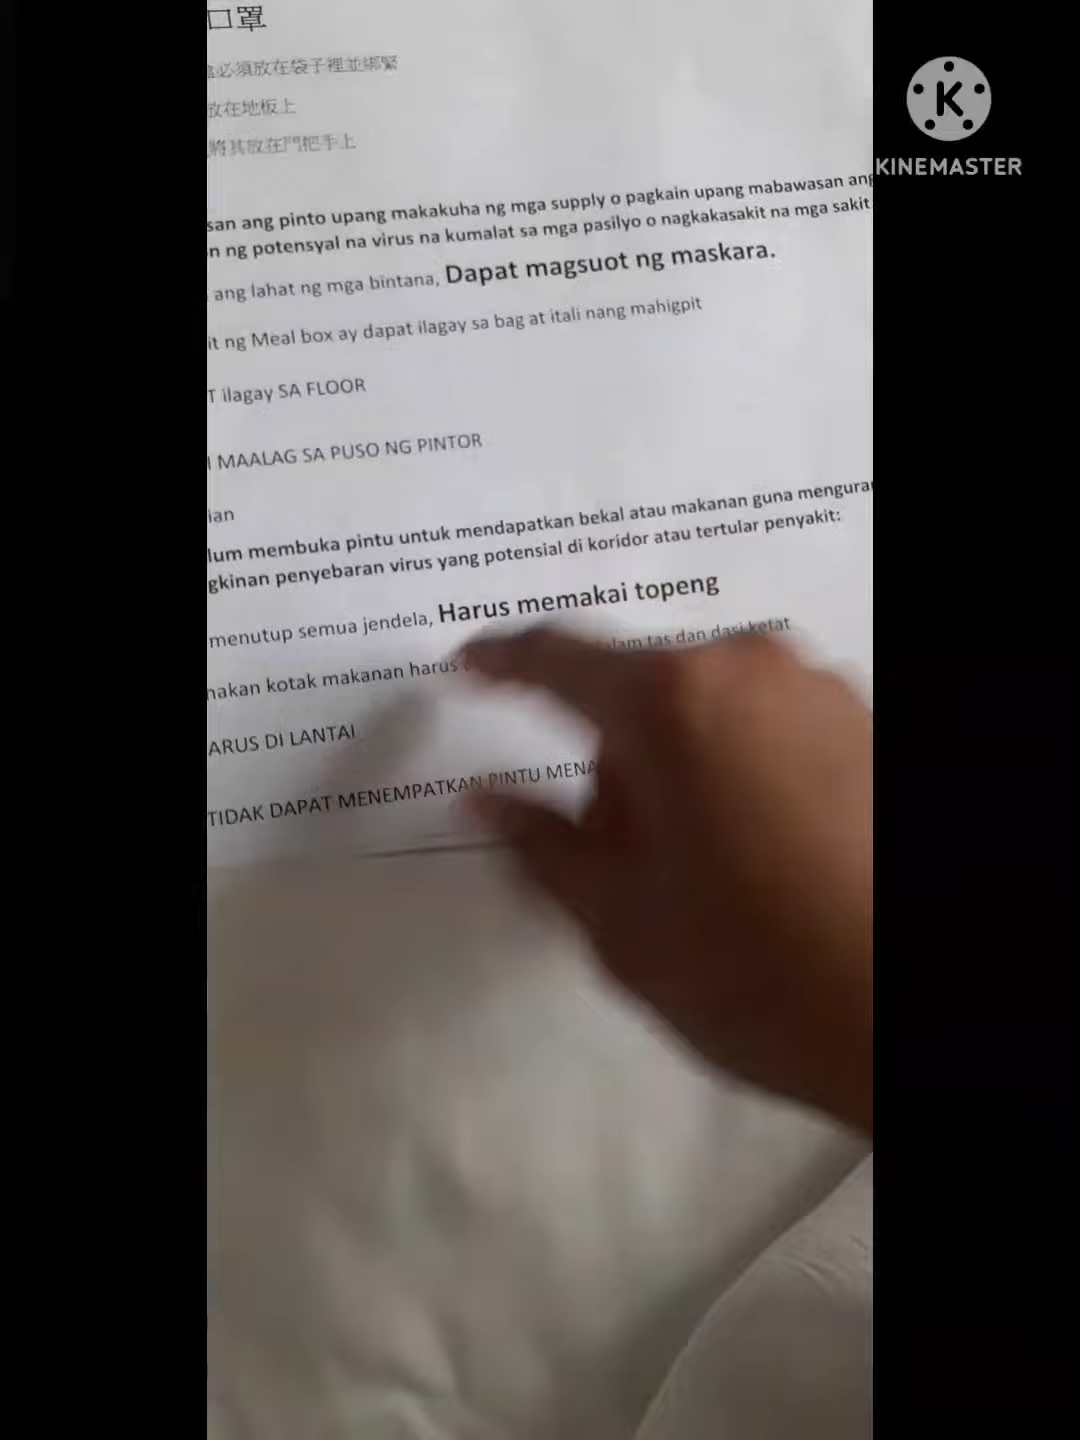 口罩
必須放在袋子裡並綁緊
放在地板上
將其放在門把手上
KINEMASTER
san ang pinto upang makakuha ng mga supply o pagkain upang mabawasan ang
n ng potensyal na virus na kumalat sa mga pasilyo o nagkakasakit na mga sakit
ang lahat ng mga bintana, Dapat magsuot ng maskara.
it ng Meal box ay dapat ilagay sa bag at itali nang mahigpit
T ilagay SA FLOOR
I MAALAG SA PUSO NG PINTOR
ian
lum membuka pintu untuk mendapatkan bekal atau makanan guna mengura
gkinan penyebaran virus yang potensial di koridor atau tertular penyakit:
menutup semua jendela, Harus memakai topeng
nakan kotak makanan harus lam tas dan dasi ketat
ARUS DI LANTAI
TIDAK DAPAT MENEMPATKAN PINTU MENA